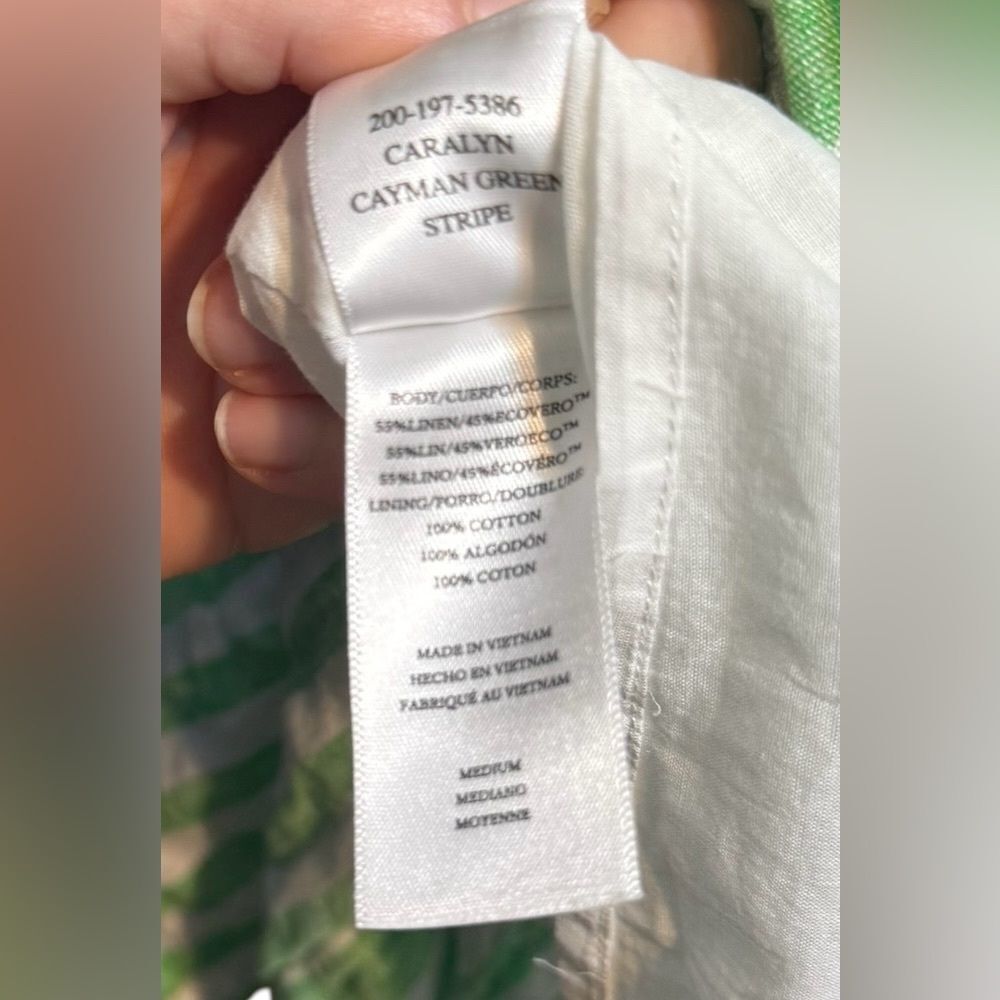 200-197-5386
CARALYN
CAYMAN GREEN
STRIPE
BODY/CUERPO/CORPS:
55%LINEN/45%ECOVERO™
55%LIN/45%VEROECO™
55%LINO/45%ÉCOVERO™
LINING/FORRO/DOUBLURE:
100% COTTON
100% ALGODÓN
100% COTON
MADE IN VIETNAM
HECHO EN VIETNAM
FABRIQUÉ AU VIETNAM
MEDIUM
MEDIANO
MOYENNE